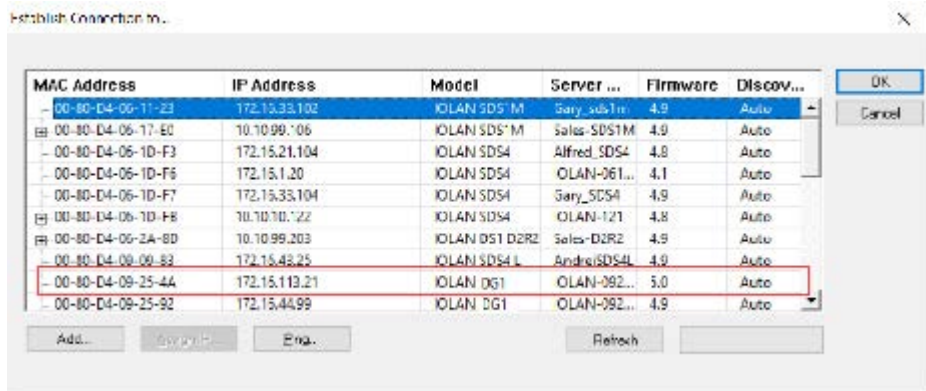 Establish Connection to...
MAC Address IP Address Model Server ... Firmware Discov... OK
00-80-D4-06-11-23 172.16.33.102 IOLAN SDS1M Gary_sds1m 4.9 Auto Cancel
00-80-D4-06-17-E0 10.10.99.106 IOLAN SDS1M Sales-SDS1M 4.9 Auto
00-80-D4-06-1D-F3 172.16.21.104 IOLAN SDS4 Alfred_SDS4 4.8 Auto
00-80-D4-06-1D-F6 172.16.1.20 IOLAN SDS4 IOLAN-061... 4.1 Auto
00-80-D4-06-1D-F7 172.16.33.104 IOLAN SDS4 Gary_SDS4 4.9 Auto
00-80-D4-06-1D-FB 10.10.10.122 IOLAN SDS4 IOLAN-121 4.8 Auto
00-80-D4-06-2A-8D 10.10.99.203 IOLAN DS1 D2R2 Sales-D2R2 4.9 Auto
00-80-D4-09-09-83 172.16.43.25 IOLAN SDS4 L AndreiSDS4L 4.9 Auto
00-80-D4-09-25-4A 172.16.113.21 IOLAN DG1 IOLAN-092... 5.0 Auto
00-80-D4-09-25-92 172.16.44.99 IOLAN DG1 IOLAN-092... 4.9 Auto
Add... Ping.. Refresh